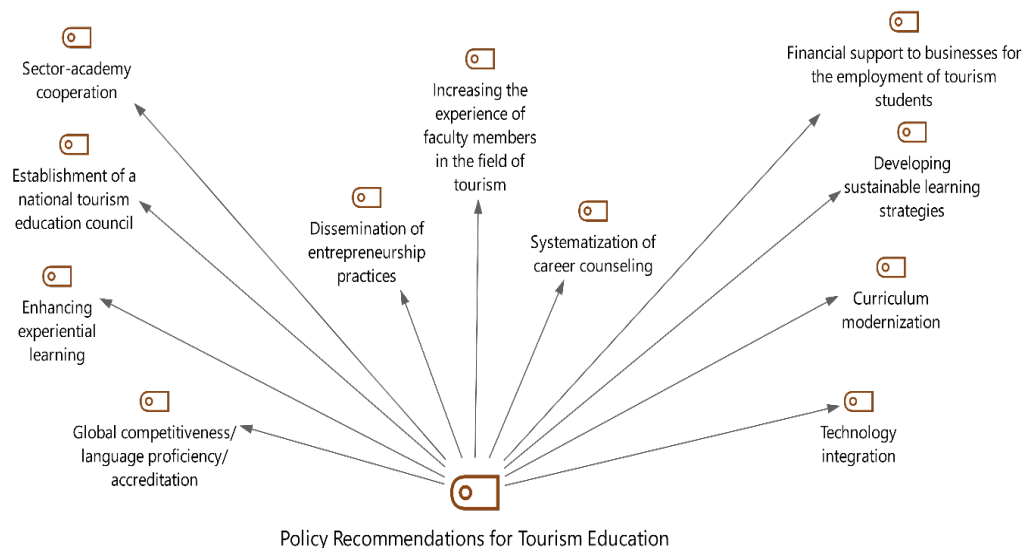 Sector-academy
cooperation
Establishment of a
national tourism
education council
Enhancing
experiential
learning
Global competitiveness/
language proficiency/
accreditation
Dissemination of
entrepreneurship
practices
Increasing the
experience of
faculty members
in the field of
tourism
Systematization of
career counseling
Financial support to businesses for
the employment of tourism
students
Developing
sustainable learning
strategies
Curriculum
modernization
Technology
integration
Policy Recommendations for Tourism Education